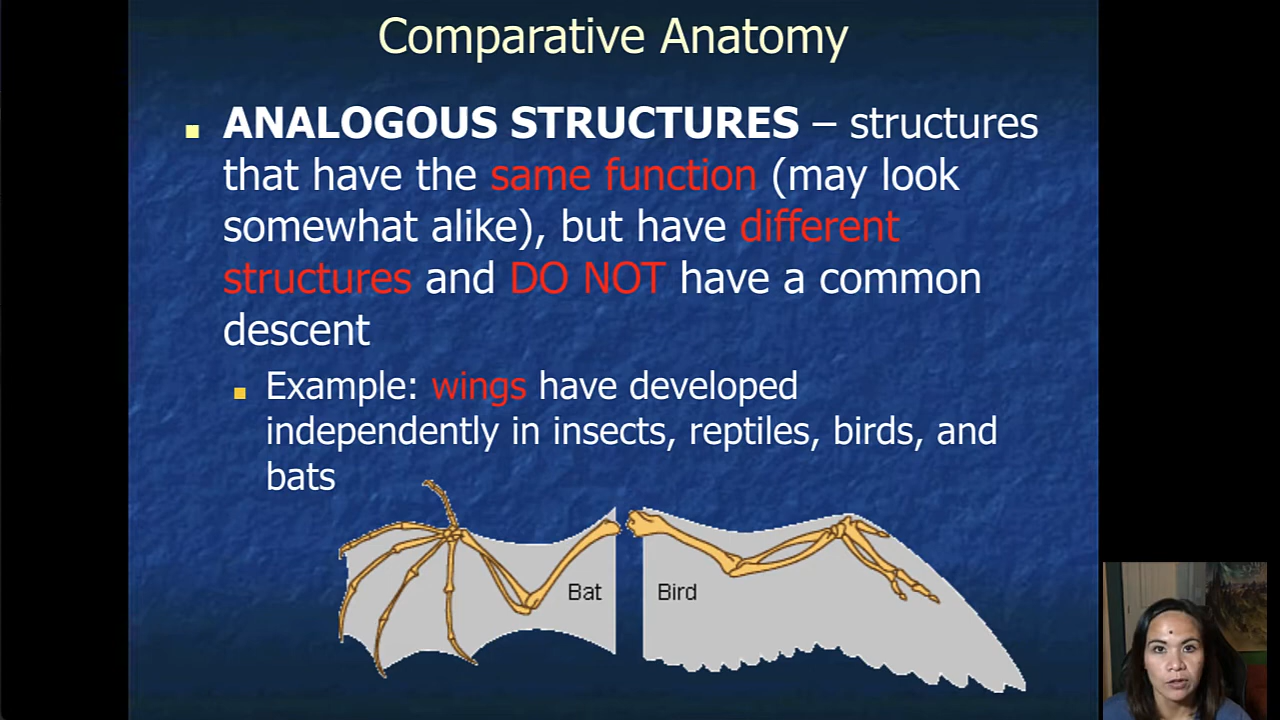 Comparative Anatomy
ANALOGOUS STRUCTURES – structures
that have the same function (may look
somewhat alike), but have different
structures and DO NOT have a common
descent
Example: wings have developed
independently in insects, reptiles, birds, and
bats
Bat
Bird